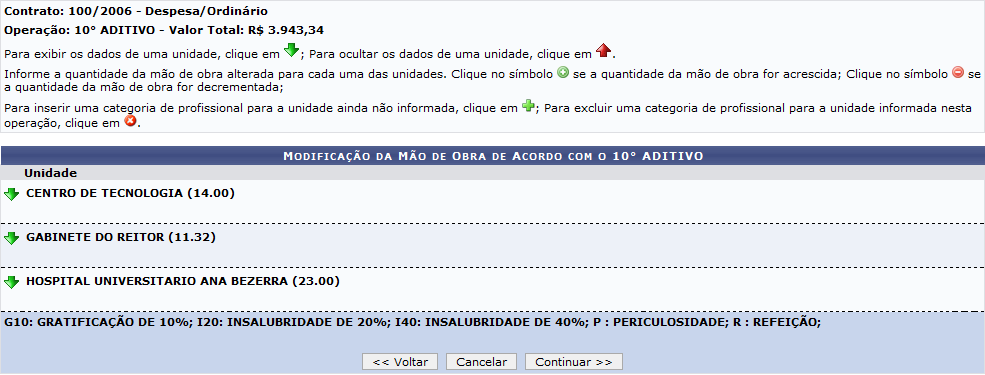 Contrato: 100/2006 - Despesa/Ordinário
Operação: 10° ADITIVO - Valor Total: R$ 3.943,34
Para exibir os dados de uma unidade, clique em ; Para ocultar os dados de uma unidade, clique em .
Informe a quantidade da mão de obra alterada para cada uma das unidades. Clique no símbolo se a quantidade da mão de obra for acrescida; Clique no símbolo se
a quantidade da mão de obra for decrementada;
Para inserir uma categoria de profissional para a unidade ainda não informada, clique em ; Para excluir uma categoria de profissional para a unidade informada nesta
operação, clique em .
Modificação da Mão de Obra de Acordo com o 10° ADITIVO
Unidade
CENTRO DE TECNOLOGIA (14.00)
GABINETE DO REITOR (11.32)
HOSPITAL UNIVERSITARIO ANA BEZERRA (23.00)
G10: GRATIFICAÇÃO DE 10%; I20: INSALUBRIDADE DE 20%; I40: INSALUBRIDADE DE 40%; P : PERICULOSIDADE; R : REFEIÇÃO;
<< Voltar Cancelar Continuar >>